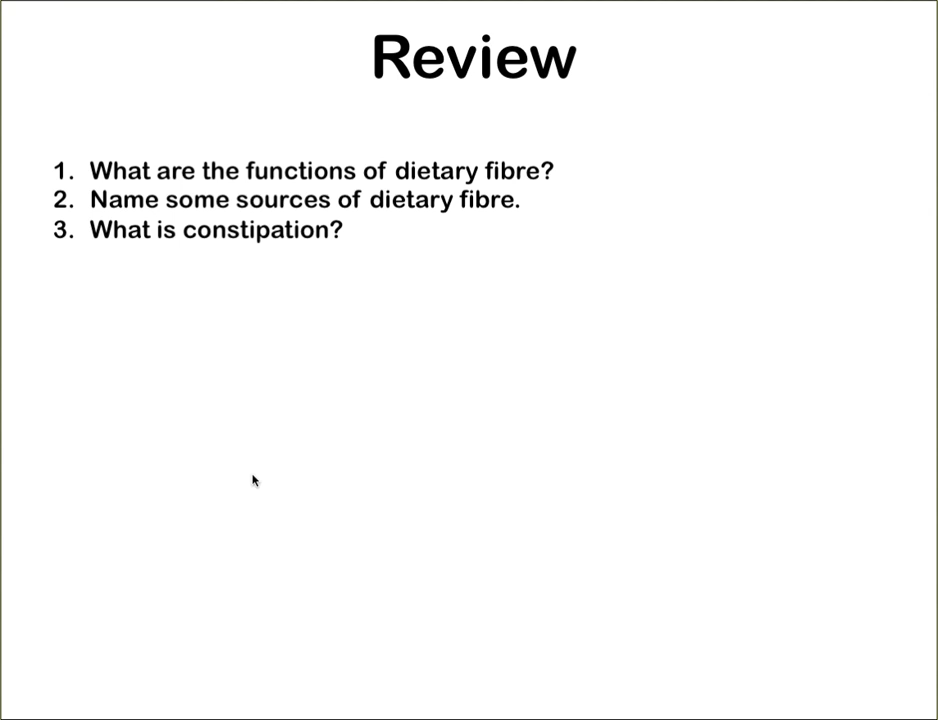 Review
1. What are the functions of dietary fibre?
2. Name some sources of dietary fibre.
3. What is constipation?